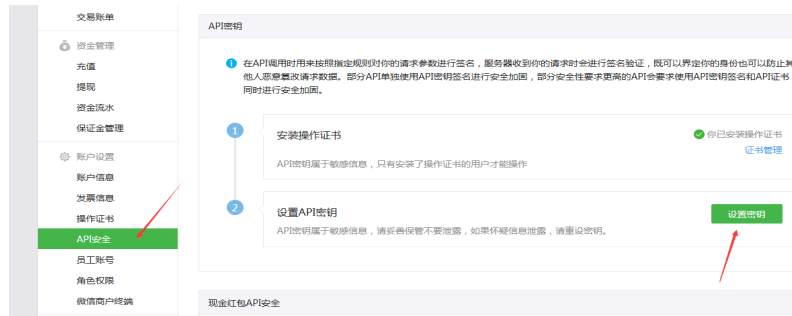 交易账单
资金管理
充值
提现
资金流水
保证金管理
账户设置
账户信息
发票信息
操作证书
API安全
员工账号
角色权限
微信商户终端
API密钥
在API调用时用来按照指定规则对你的请求参数进行签名，服务器收到你的请求时会进行签名验证，既可以界定你的身份也可以防止其
他人恶意篡改请求数据。部分API单独使用API密钥签名进行安全加固，部分安全性要求更高的API会要求使用API密钥签名和API证书
同时进行安全加固。
1
安装操作证书
你已安装操作证书
证书管理
API密钥属于敏感信息，只有安装了操作证书的用户才能操作
2
设置API密钥
设置密钥
API密钥属于敏感信息，请妥善保管不要泄露，如果怀疑信息泄露，请重设密钥。
现金红包API安全